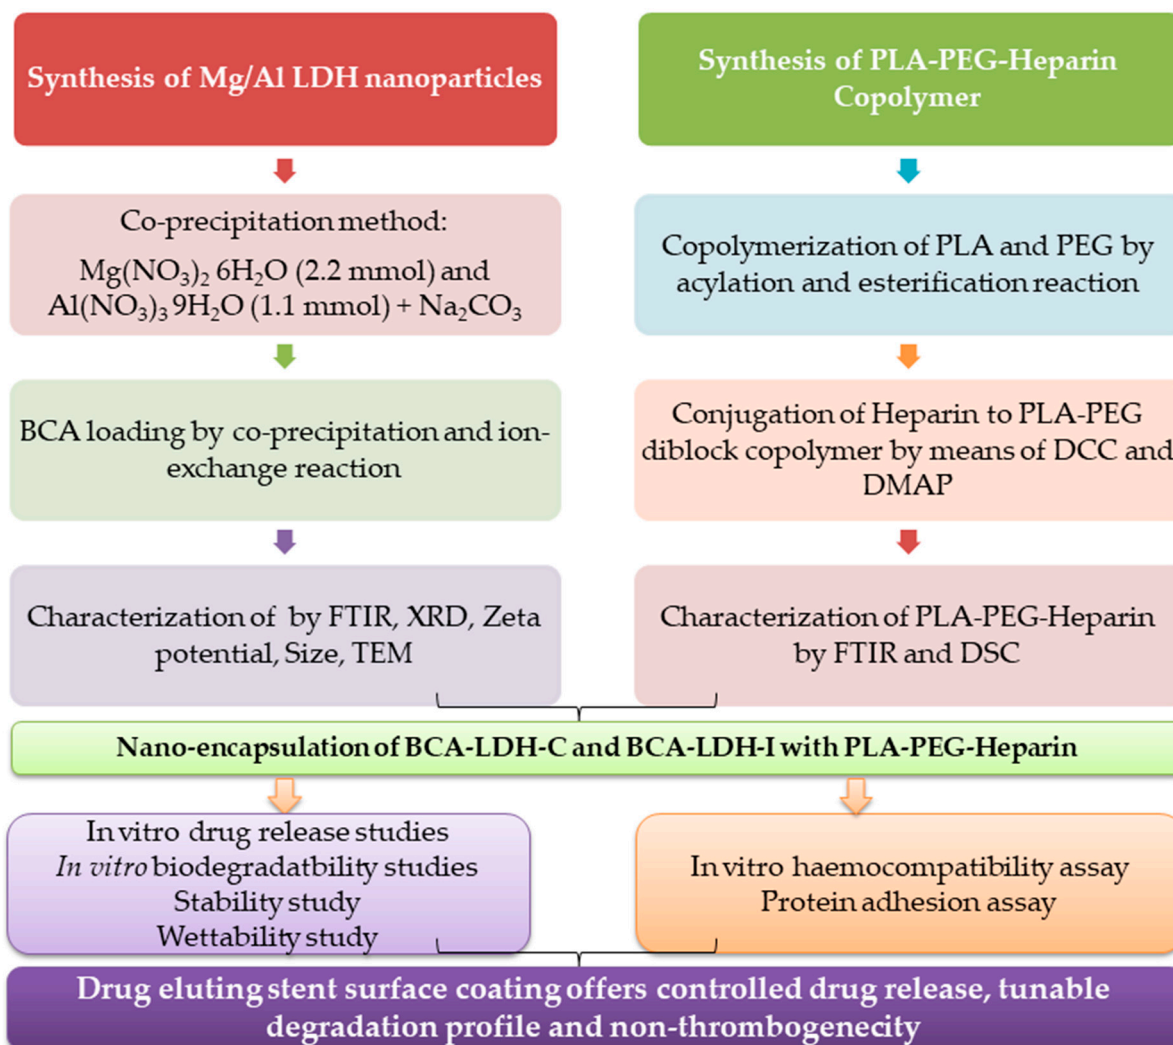 Synthesis of Mg/Al LDH nanoparticles
Co-precipitation method:
Mg(NO₃)₂ 6H₂O (2.2 mmol) and
Al(NO₃)₃ 9H₂O (1.1 mmol) + Na₂CO₃
BCA loading by co-precipitation and ion-
exchange reaction
Characterization of by FTIR, XRD, Zeta
potential, Size, TEM
Synthesis of PLA-PEG-Heparin
Copolymer
Copolymerization of PLA and PEG by
acylation and esterification reaction
Conjugation of Heparin to PLA-PEG
diblock copolymer by means of DCC and
DMAP
Characterization of PLA-PEG-Heparin
by FTIR and DSC
Nano-encapsulation of BCA-LDH-C and BCA-LDH-I with PLA-PEG-Heparin
In vitro drug release studies
In vitro biodegradatbility studies
Stability study
Wettability study
In vitro haemocompatibility assay
Protein adhesion assay
Drug eluting stent surface coating offers controlled drug release, tunable
degradation profile and non-thrombogenecity